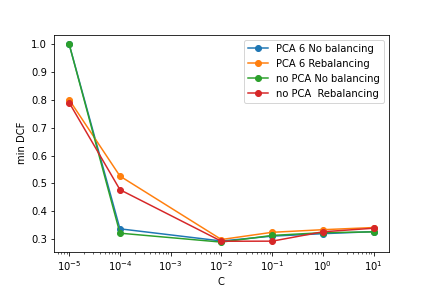 1.0
0.9
0.8
0.7
0.6
0.5
0.4
0.3
min DCF
PCA 6 No balancing
PCA 6 Rebalancing
no PCA No balancing
no PCA  Rebalancing
10⁻⁵ 10⁻⁴ 10⁻³ 10⁻² 10⁻¹ 10⁰ 10¹
C